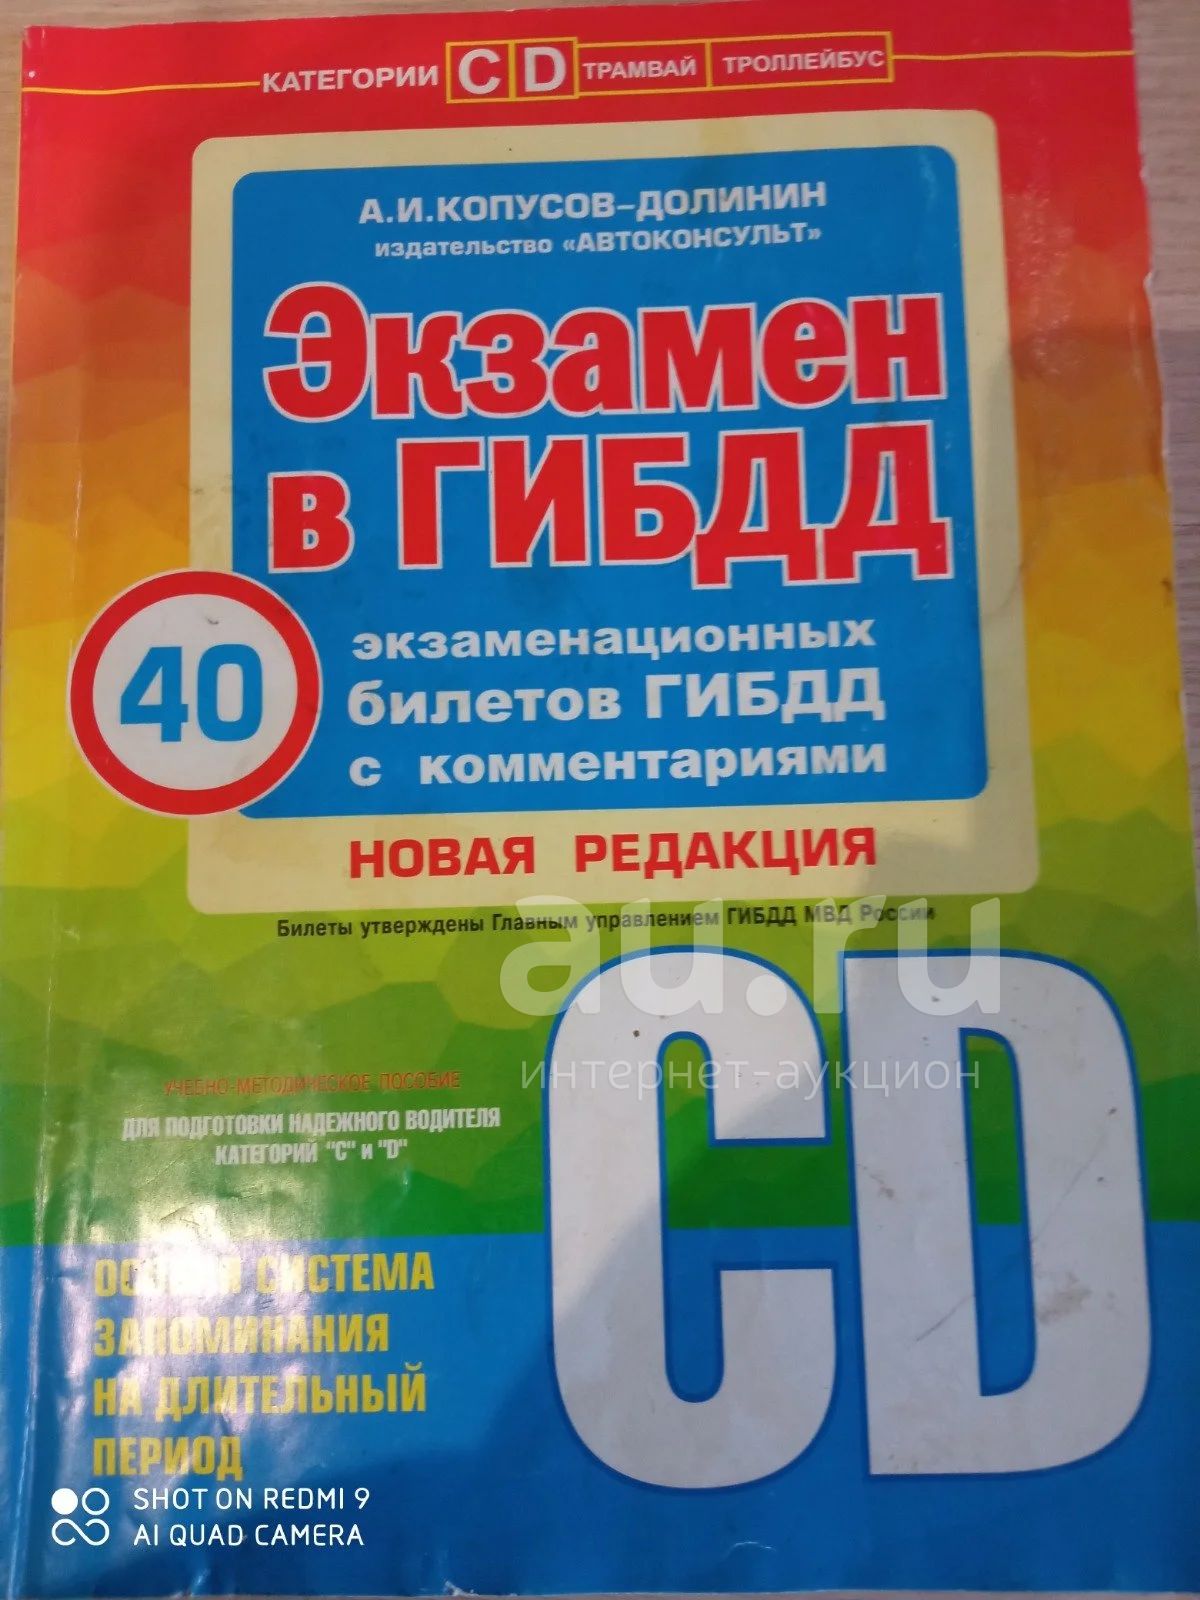 КАТЕГОРИИ C D ТРАМВАЙ ТРОЛЛЕЙБУС
А.И.КОПУСОВ-ДОЛИНИН
издательство «АВТОКОНСУЛЬТ»
Экзамен
в ГИБДД
40
экзаменационных
билетов ГИБДД
с комментариями
НОВАЯ РЕДАКЦИЯ
Билеты утверждены Главным управлением ГИБДД МВД России
au.ru
интернет-аукцион
CD
УЧЕБНО-МЕТОДИЧЕСКОЕ ПОСОБИЕ
ДЛЯ ПОДГОТОВКИ НАДЕЖНОГО ВОДИТЕЛЯ
КАТЕГОРИЙ "C" и "D"
СИСТЕМА
ЗАПОМИНАНИЯ
НА ДЛИТЕЛЬНЫЙ
ПЕРИОД
SHOT ON REDMI 9
AI QUAD CAMERA